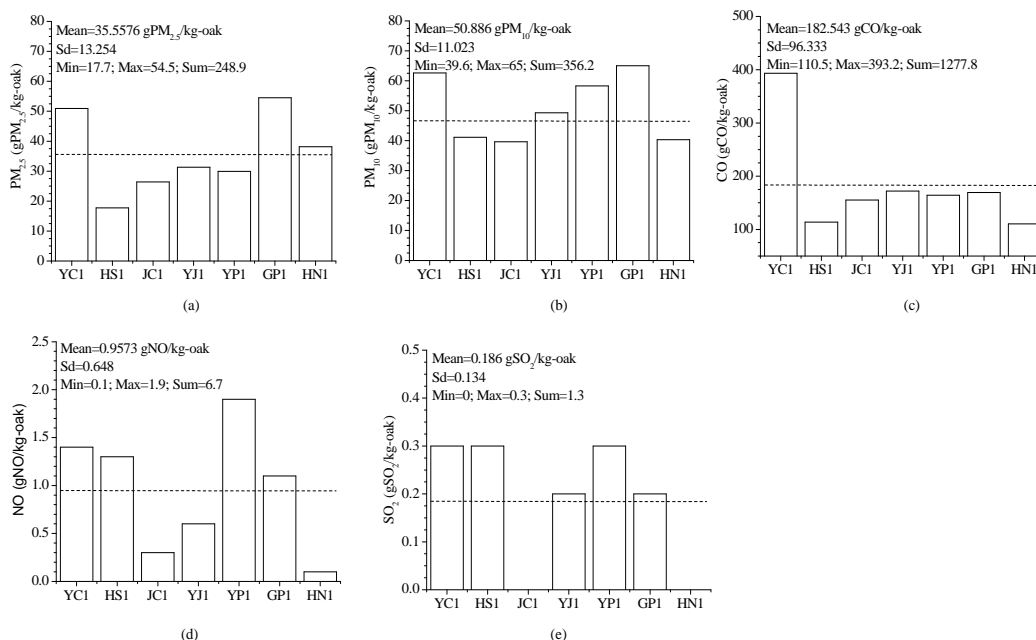 Mean=35.5576 gPM2.5/kg-oak
Sd=13.254
Min=17.7; Max=54.5; Sum=248.9
PM2.5 (gPM2.5/kg-oak)
80
70
60
50
40
30
20
10
0
YC1 HS1 JC1 YJ1 YP1 GP1 HN1
(a)
Mean=50.886 gPM10/kg-oak
Sd=11.023
Min=39.6; Max=65; Sum=356.2
PM10 (gPM10/kg-oak)
80
70
60
50
40
30
20
10
0
YC1 HS1 JC1 YJ1 YP1 GP1 HN1
(b)
Mean=182.543 gCO/kg-oak
Sd=96.333
Min=110.5; Max=393.2; Sum=1277.8
CO (gCO/kg-oak)
500
400
300
200
100
YC1 HS1 JC1 YJ1 YP1 GP1 HN1
(c)
Mean=0.9573 gNO/kg-oak
Sd=0.648
Min=0.1; Max=1.9; Sum=6.7
NO (gNO/kg-oak)
2.5
2.0
1.5
1.0
0.5
0.0
YC1 HS1 JC1 YJ1 YP1 GP1 HN1
(d)
Mean=0.186 gSO2/kg-oak
Sd=0.134
Min=0; Max=0.3; Sum=1.3
SO2 (gSO2/kg-oak)
0.5
0.4
0.3
0.2
0.1
0.0
YC1 HS1 JC1 YJ1 YP1 GP1 HN1
(e)